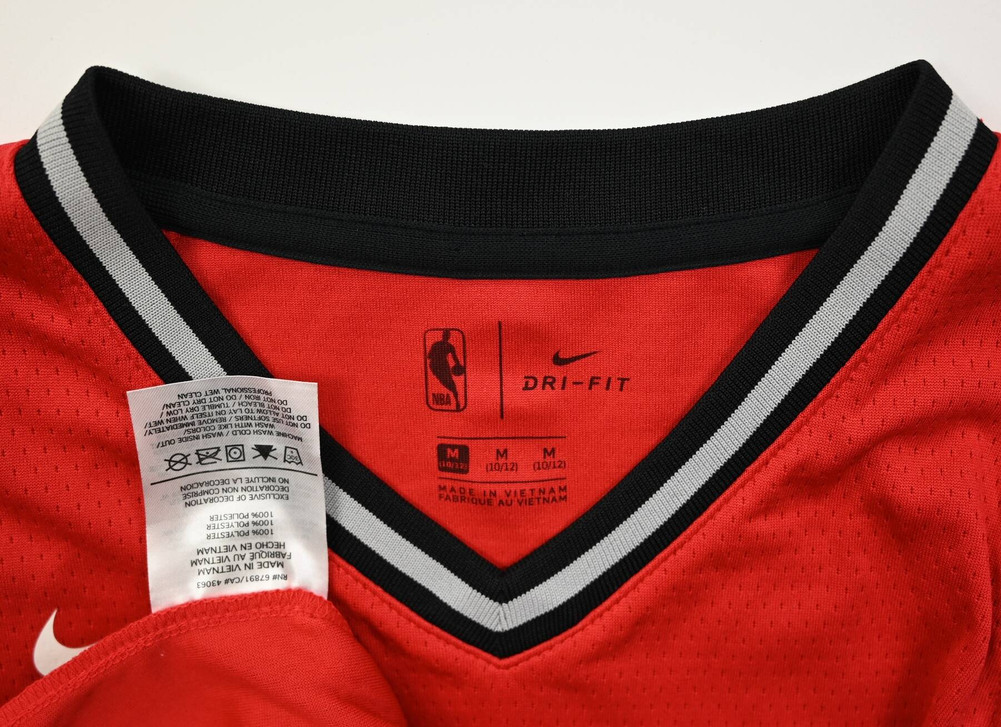 NBA
DRI-FIT
M M M
(10/12) (10/12) (10/12)
MADE IN VIETNAM
FABRIQUÉ AU VIETNAM
RN# 67891/CA# 43063
MADE IN VIETNAM
FABRIQUÉ AU VIETNAM
HECHO EN VIETNAM
100% POLYESTER
100% POLYESTER
100% POLIESTER
EXCLUSIVE OF DECORATION
DECORATION NON COMPRISE
NO INCLUYE LA DECORACION
MACHINE WASH INSIDE OUT/
WASH COLD / WASH LIKE COLORS/
DO NOT USE SOFTENERS / REMOVE IMMEDIATELY/
DO NOT ALLOW TO LAY ON ITSELF WHEN WET/
DO NOT BLEACH / TUMBLE DRY LOW /
DO NOT IRON / DO NOT DRY CLEAN/
PROFESSIONAL WET CLEAN